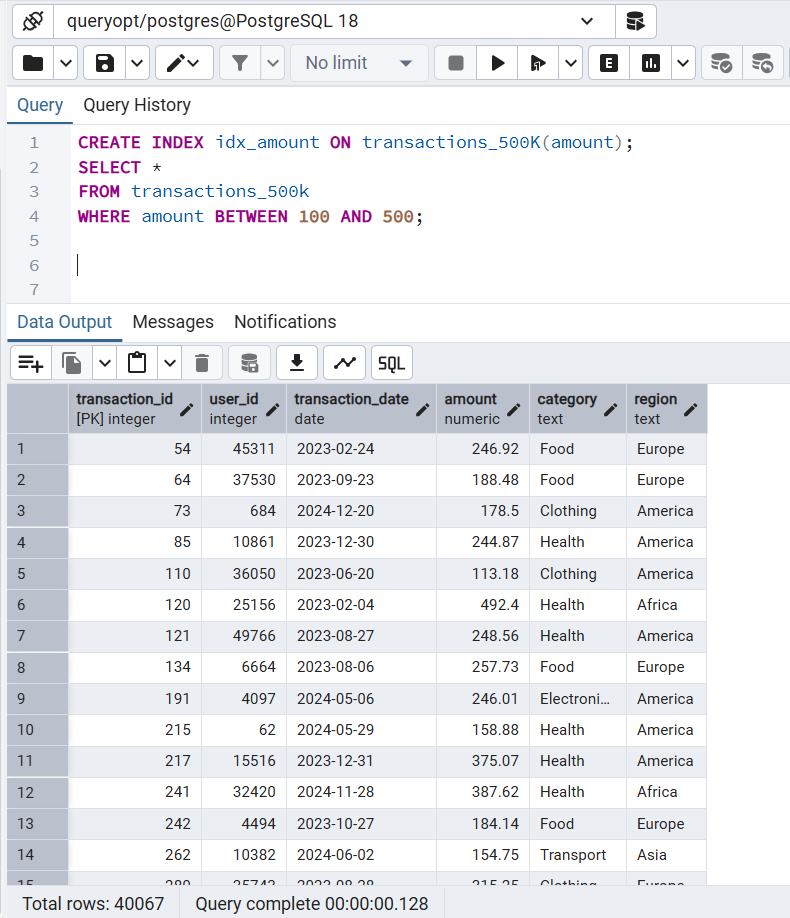 queryopt/postgres@PostgreSQL 18
No limit
E
Query Query History
1 CREATE INDEX idx_amount ON transactions_500K(amount);
2 SELECT *
3 FROM transactions_500k
4 WHERE amount BETWEEN 100 AND 500;
5
6
7
Data Output Messages Notifications
SQL
transaction_id user_id transaction_date amount category region
[PK] integer integer date numeric text text
1 54 45311 2023-02-24 246.92 Food Europe
2 64 37530 2023-09-23 188.48 Food Europe
3 73 684 2024-12-20 178.5 Clothing America
4 85 10861 2023-12-30 244.87 Health America
5 110 36050 2023-06-20 113.18 Clothing America
6 120 25156 2023-02-04 492.4 Health Africa
7 121 49766 2023-08-27 248.56 Health America
8 134 6664 2023-08-06 257.73 Food Europe
9 191 4097 2024-05-06 246.01 Electroni... America
10 215 62 2024-05-29 158.88 Health America
11 217 15516 2023-12-31 375.07 Health America
12 241 32420 2024-11-28 387.62 Health Africa
13 242 4494 2023-10-27 184.14 Food Europe
14 262 10382 2024-06-02 154.75 Transport Asia
15 Clothing Europe
Total rows: 40067 Query complete 00:00:00.128